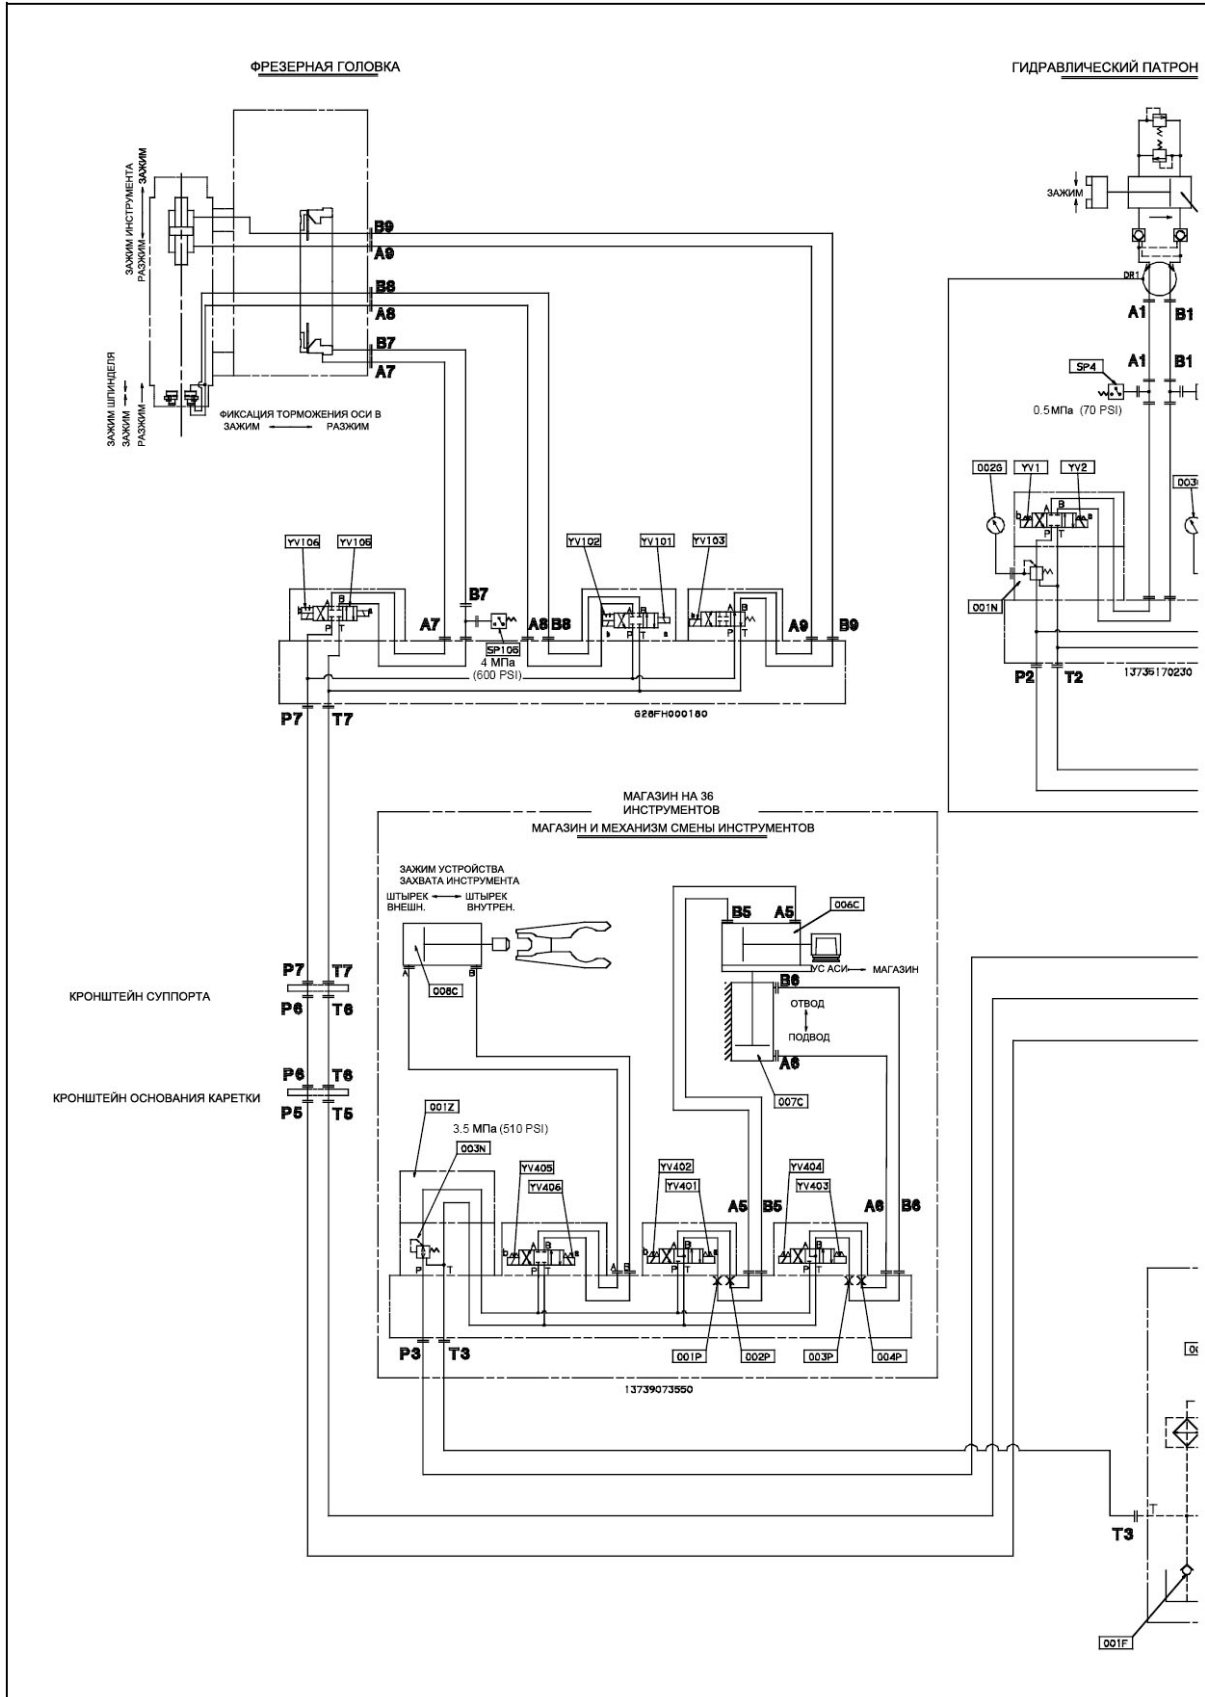 ФРЕЗЕРНАЯ ГОЛОВКА
ГИДРАВЛИЧЕСКИЙ ПАТРОН
ЗАЖИМ ИНСТРУМЕНТА
РАЗЖИМ ЗАЖИМ
ЗАЖИМ
B9
A9
B8
A8
B7
A7
DR1
A1 B1
A1 B1
SP4
0.5МПа (70 PSI)
ЗАЖИМ ШПИНДЕЛЯ
ЗАЖИМ
РАЗЖИМ
ФИКСАЦИЯ ТОРМОЖЕНИЯ ОСИ В
ЗАЖИМ РАЗЖИМ
002G YV1 YV2
A B
b a
P T
001N
YV106 YV105
YV102 YV101 YV103
B7
A B
b a
P T
A B
b a
P T
A B
P T
A7
A8 B8
A9 B9
SP106
4 МПа
(600 PSI)
P2 T2
13735170230
P7 T7
G28FH000180
МАГАЗИН НА 36
ИНСТРУМЕНТОВ
МАГАЗИН И МЕХАНИЗМ СМЕНЫ ИНСТРУМЕНТОВ
ЗАЖИМ УСТРОЙСТВА
ЗАХВАТА ИНСТРУМЕНТА
ШТЫРЕК ШТЫРЕК
ВНЕШН. ВНУТРЕН.
B5 A5
006C
A B
008C
УС АСИ МАГАЗИН
B6
ОТВОД
ПОДВОД
A6
007C
P7 T7
КРОНШТЕЙН СУППОРТА
P6 T6
P6 T6
КРОНШТЕЙН ОСНОВАНИЯ КАРЕТКИ
P5 T5
001Z
3.5 МПа (510 PSI)
003N
YV405
YV406
YV402
YV401
YV404
YV403
A5 B5
A6 B6
A B
b a
P T
A B
P T
A B
P T
P T
A B
P3 T3
001P 002P 003P 004P
13739073550
T
T3
001F